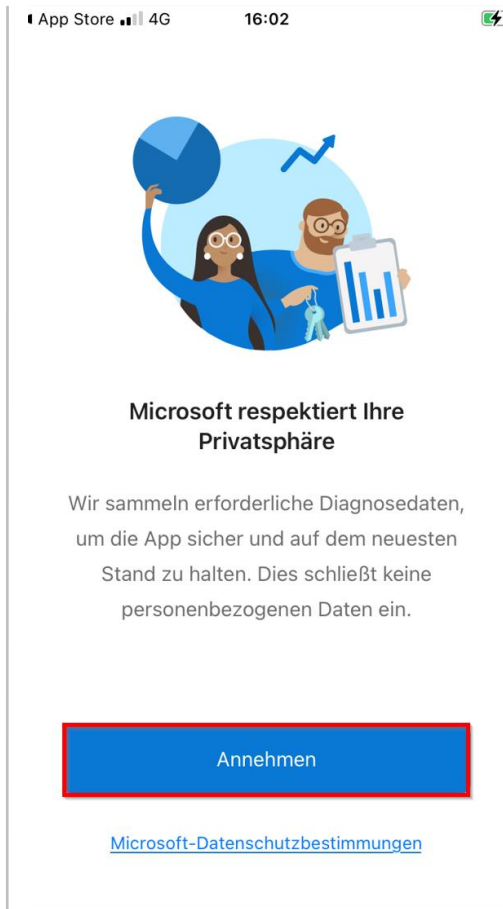 App Store 4G 16:02
Microsoft respektiert Ihre
Privatsphäre
Wir sammeln erforderliche Diagnosedaten,
um die App sicher und auf dem neuesten
Stand zu halten. Dies schließt keine
personenbezogenen Daten ein.
Annehmen
Microsoft-Datenschutzbestimmungen